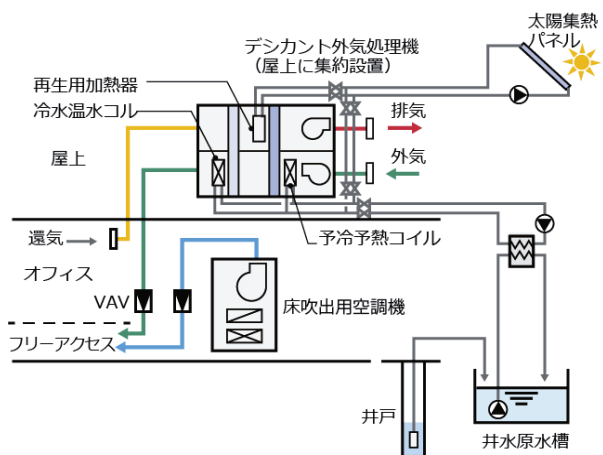 太陽集熱
パネル
デシカント外気処理機
（屋上に集約設置）
再生用加熱器
冷水温水コル
排気
外気
屋上
還気
予冷予熱コイル
オフィス
VAV
床吹出用空調機
フリーアクセス
井戸
井水原水槽